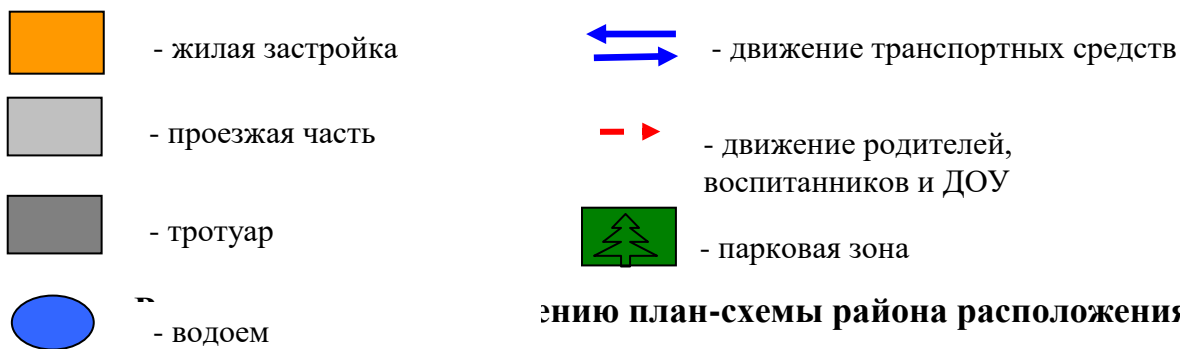 - жилая застройка
- движение транспортных средств
- проезжая часть
- движение родителей,
воспитанников и ДОУ
- тротуар
- парковая зона
план-схемы района расположения
- водоем